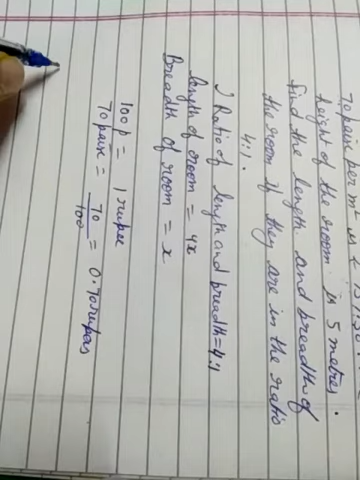 70 paise per m is ₹
height of the room is 5 metres.
find the length and breadth of
the room if they are in the ratio
4:1.
Ratio of length and breadth = 4:1
length of room = 4x
Breadth of room = x
100 p = 1 rupee
70 paise = 70/100 = 0.70 rupees